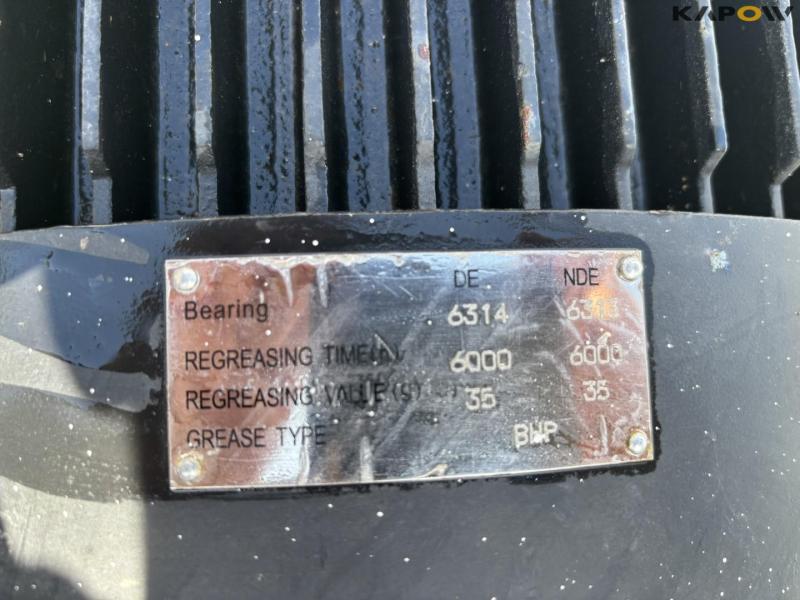 KAPOW
DE NDE
Bearing 6314
REGREASING TIME(h) 6000 6000
REGREASING VALUE(g) 35 35
GREASE TYPE